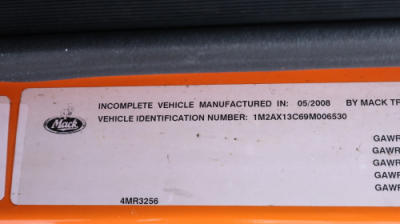 INCOMPLETE VEHICLE MANUFACTURED IN: 05/2008 BY MACK TR
Mack
VEHICLE IDENTIFICATION NUMBER: 1M2AX13C69M006530
GAWR
GAWR
GAWR
GAWR
4MR3256
GAWR